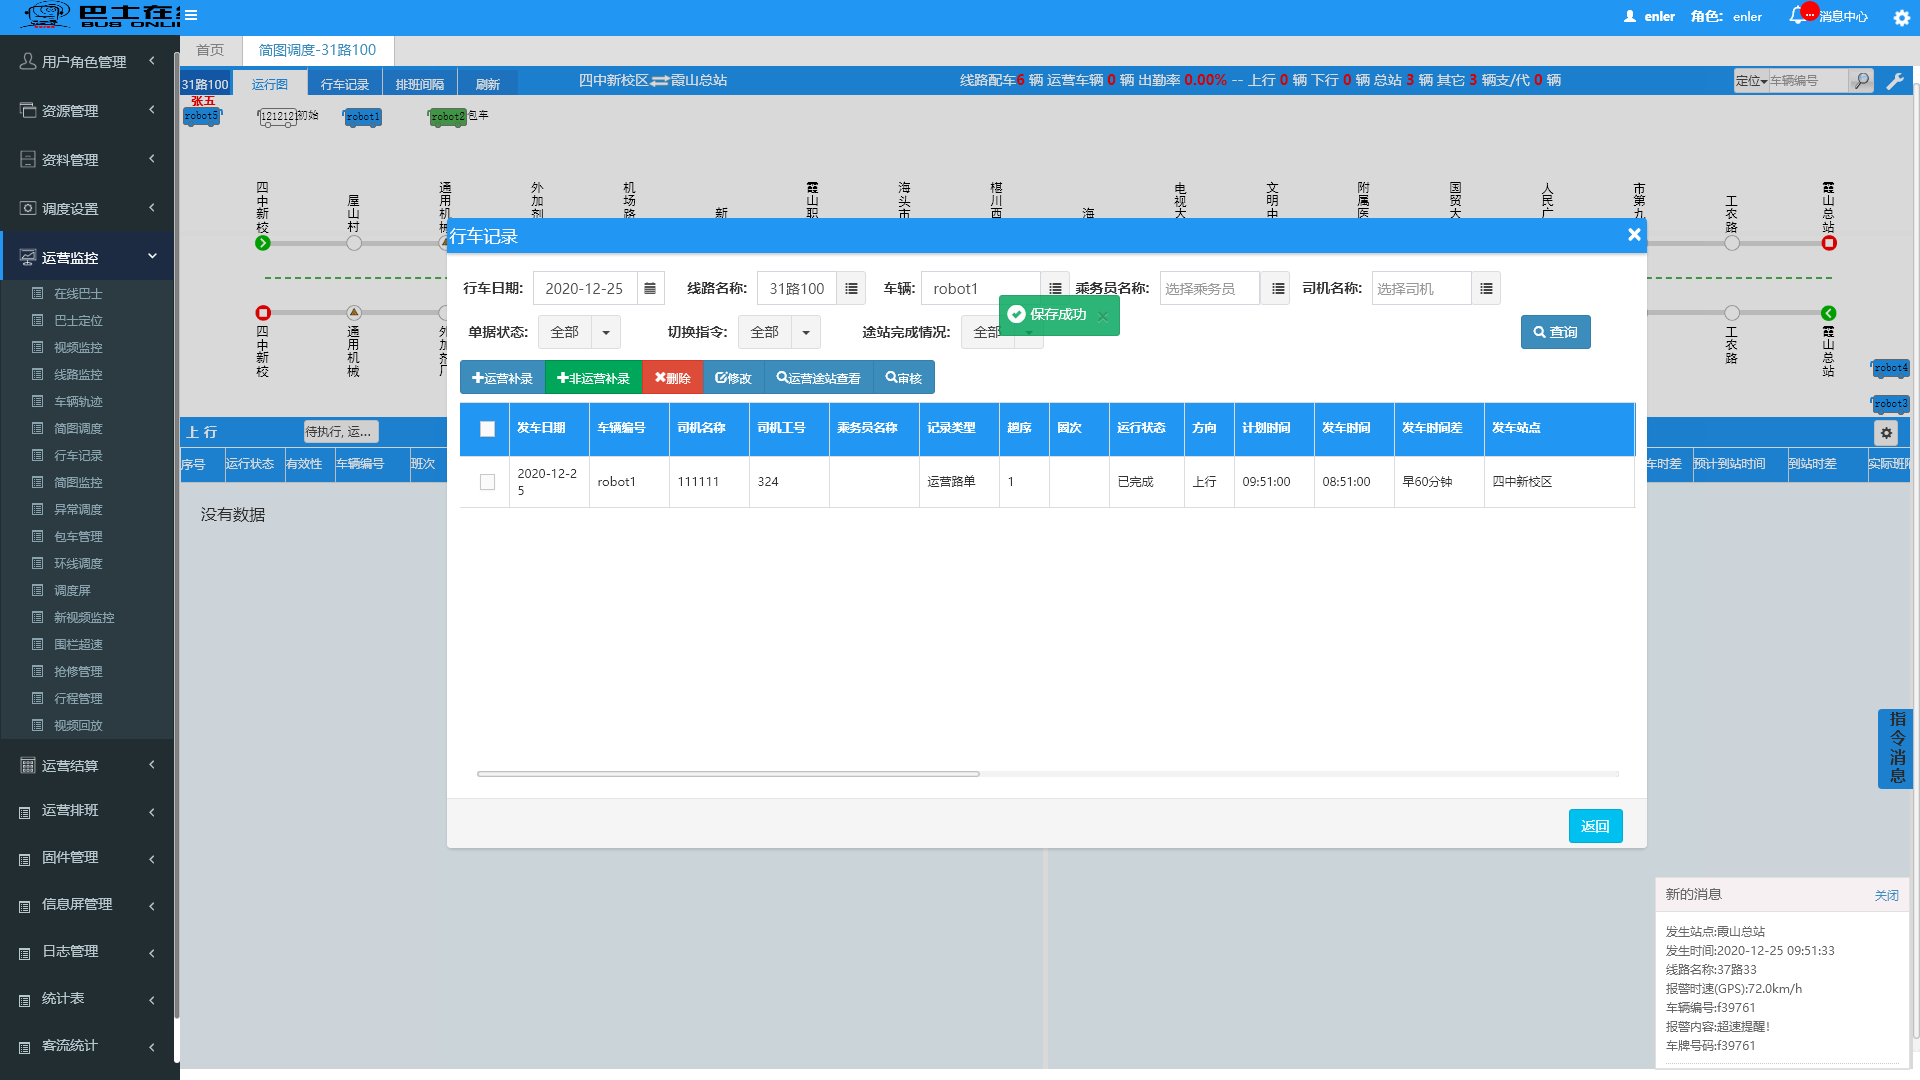 巴士在线
BUS ONLI
enler 角色: enler ... 消息中心
用户角色管理
资源管理
资料管理
调度设置
运营监控
在线巴士
巴士定位
视频监控
线路监控
车辆轨迹
简图调度
行车记录
简图监控
异常调度
包车管理
环线调度
调度屏
新视频监控
围栏超速
抢修管理
行程管理
视频回放
运营结算
运营排班
固件管理
信息屏管理
日志管理
统计表
客流统计
首页 简图调度-31路100
31路100 运行图 行车记录 排班间隔 刷新 四中新校区⇌霞山总站 线路配车6 辆 运营车辆 0 辆 出勤率 0.00% -- 上行 0 辆 下行 0 辆 总站 3 辆 其它 3 辆支/代 0 辆 定位 车辆编号
张五
robot5 1212121初始 robot1 robot2包车
四中新校 屋山村 通用机械 外加剂 机场路 新 霞山职 海头市 椹川西 海 电视大 文明中 附属医 国贸大 人民广 市第九 工农路 霞山总站
四中新校 通用机械 外加剂厂 工农路 霞山总站
robot4
robot3
上行 待执行, 运...
序号 运行状态 有效性 车辆编号 班次 车时差 预计到站时间 到站时差 实际班隔
没有数据
行车记录
行车日期: 2020-12-25 线路名称: 31路100 车辆: robot1 乘务员名称: 选择乘务员 司机名称: 选择司机
保存成功
单据状态: 全部 切换指令: 全部 途站完成情况: 全部 查询
运营补录 非运营补录 删除 修改 运营途站查看 审核
发车日期 车辆编号 司机名称 司机工号 乘务员名称 记录类型 趟序 圈次 运行状态 方向 计划时间 发车时间 发车时间差 发车站点
2020-12-25 robot1 111111 324 运营路单 1 已完成 上行 09:51:00 08:51:00 早60分钟 四中新校区
返回
指令消息
新的消息 关闭
发生站点:霞山总站
发生时间:2020-12-25 09:51:33
线路名称:37路33
报警时速(GPS):72.0km/h
车辆编号:f39761
报警内容:超速提醒!
车牌号码:f39761